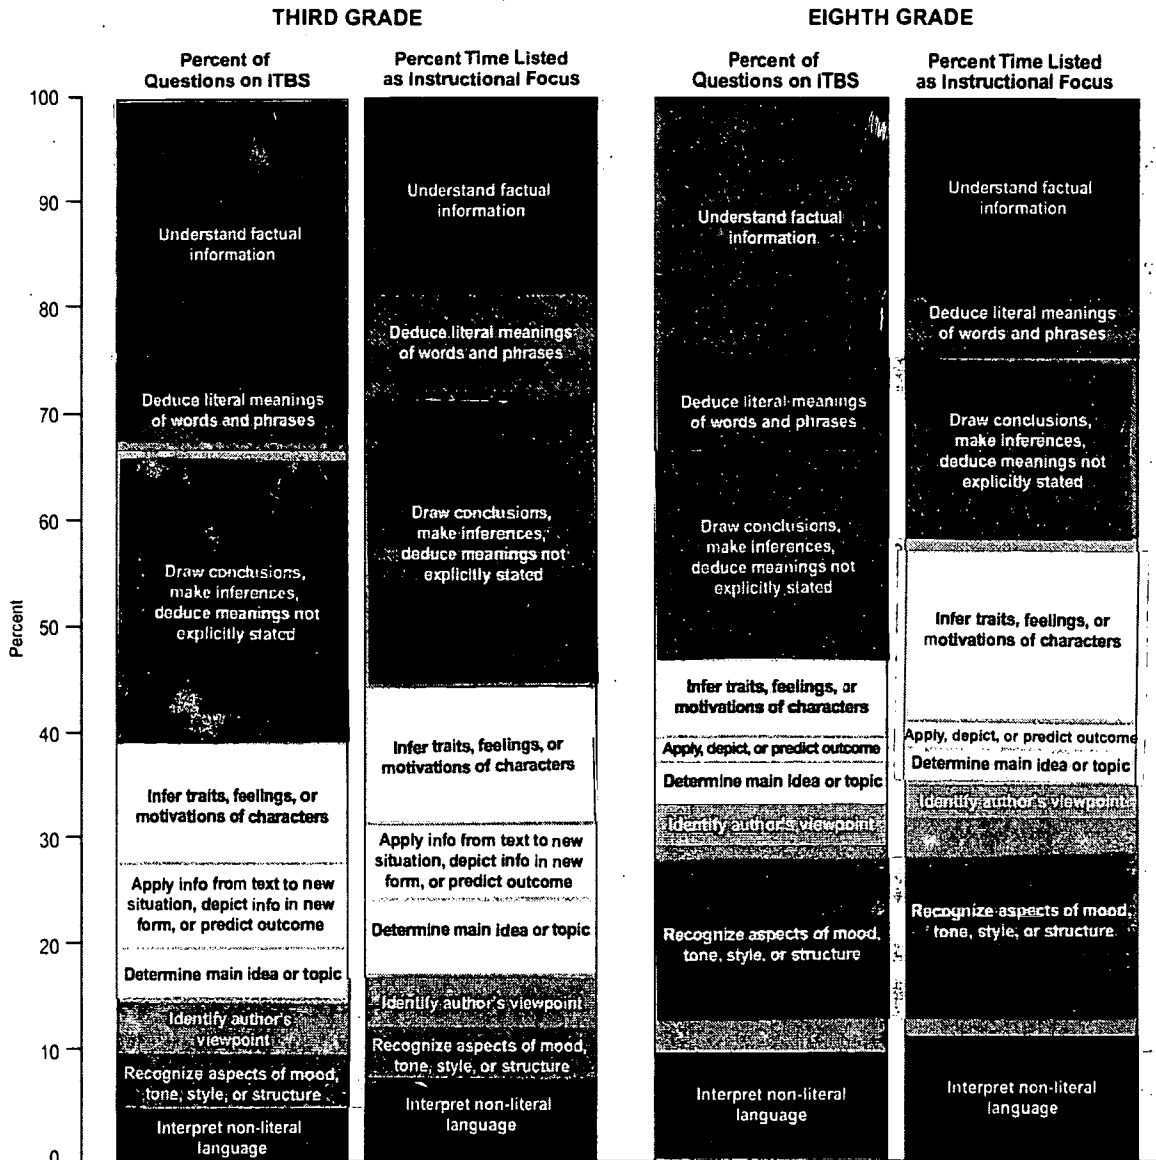 THIRD GRADE
EIGHTH GRADE
Percent of
Questions on ITBS
Percent Time Listed
as Instructional Focus
Percent of
Questions on ITBS
Percent Time Listed
as Instructional Focus
100
90
80
70
60
50
40
30
20
10
0
Percent
Understand factual
information
Deduce literal meanings
of words and phrases
Draw conclusions,
make inferences,
deduce meanings not
explicitly stated
Infer traits, feelings, or
motivations of characters
Apply info from text to new
situation, depict info in new
form, or predict outcome
Determine main idea or topic
Identify author's
viewpoint
Recognize aspects of mood,
tone, style, or structure
Interpret non-literal
language
Understand factual
information
Deduce literal meanings
of words and phrases
Draw conclusions,
make inferences,
deduce meanings not
explicitly stated
Infer traits, feelings, or
motivations of characters
Apply info from text to new
situation, depict info in new
form, or predict outcome
Determine main idea or topic
Identify author's viewpoint
Recognize aspects of mood,
tone, style, or structure
Interpret non-literal
language
Understand factual
information
Deduce literal meanings
of words and phrases
Draw conclusions,
make inferences,
deduce meanings not
explicitly stated
Infer traits, feelings, or
motivations of characters
Apply, depict, or predict outcome
Determine main idea or topic
Identify author's viewpoint
Recognize aspects of mood,
tone, style, or structure
Interpret non-literal
language
Understand factual
information
Deduce literal meanings
of words and phrases
Draw conclusions,
make inferences,
deduce meanings not
explicitly stated
Infer traits, feelings, or
motivations of characters
Apply, depict, or predict outcome
Determine main idea or topic
Identify author's viewpoint
Recognize aspects of mood,
tone, style, or structure
Interpret non-literal
language